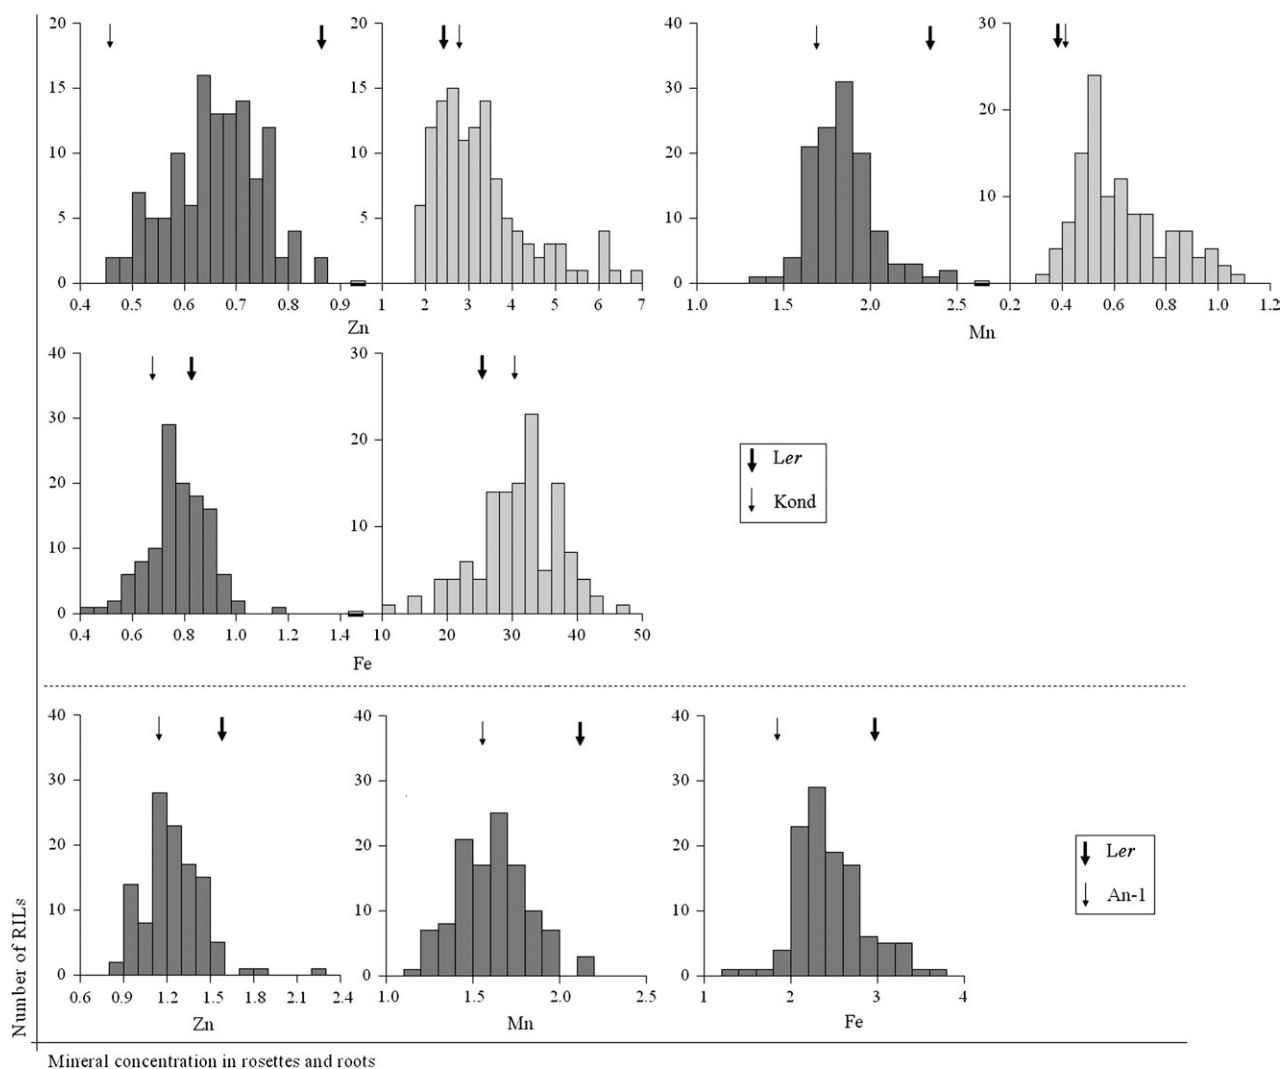 20
15
10
5
0
0.4 0.5 0.6 0.7 0.8 0.9
20
15
10
5
1 2 3 4 5 6 7
Zn
40
30
20
10
0
1.0 1.5 2.0 2.5
30
20
10
0.2 0.4 0.6 0.8 1.0 1.2
Mn
40
30
20
10
0
0.4 0.6 0.8 1.0 1.2 1.4
30
20
10
10 20 30 40 50
Fe
Ler
Kond
40
30
20
10
0
0.6 0.9 1.2 1.5 1.8 2.1 2.4
Zn
40
30
20
10
0
1.0 1.5 2.0 2.5
Mn
40
30
20
10
0
1 2 3 4
Fe
Ler
An-1
Number of RILs
Mineral concentration in rosettes and roots